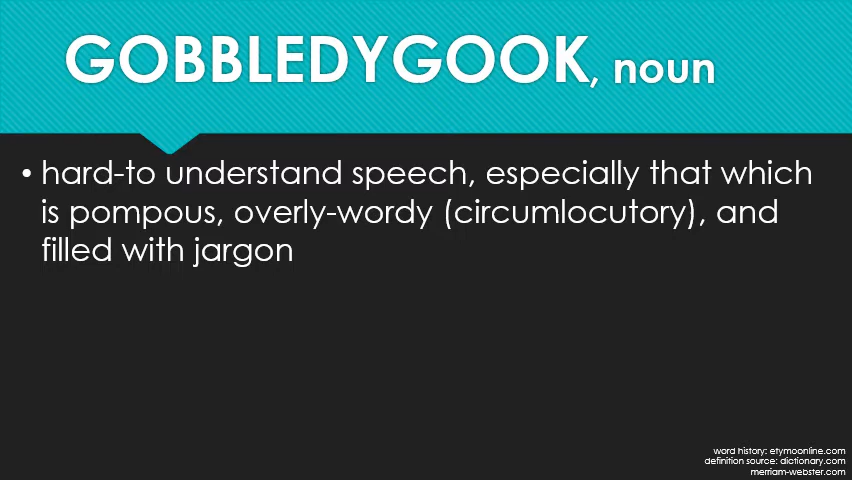 GOBBLEDYGOOK, noun
• hard-to understand speech, especially that which
is pompous, overly-wordy (circumlocutory), and
filled with jargon
word history: etymoonline.com
definition source: dictionary.com
merriam-webster.com